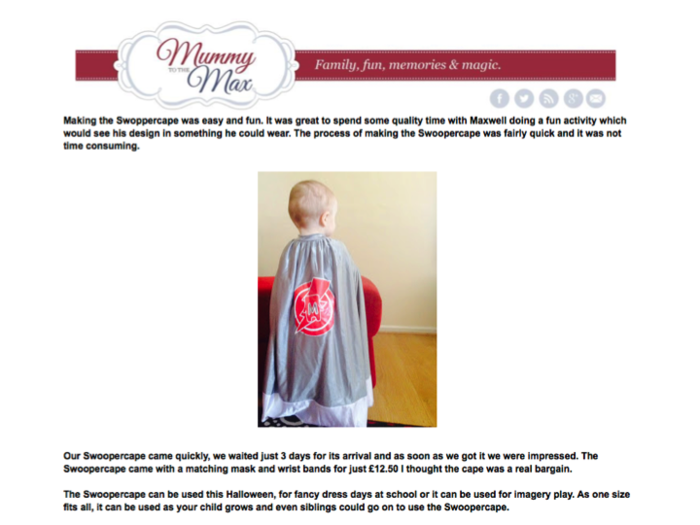 Mummy
TO THE
Max
Family, fun, memories & magic.
Making the Swoppercape was easy and fun. It was great to spend some quality time with Maxwell doing a fun activity which
would see his design in something he could wear. The process of making the Swoopercape was fairly quick and it was not
time consuming.
M
Our Swoopercape came quickly, we waited just 3 days for its arrival and as soon as we got it we were impressed. The
Swoopercape came with a matching mask and wrist bands for just £12.50 I thought the cape was a real bargain.
The Swoopercape can be used this Halloween, for fancy dress days at school or it can be used for imagery play. As one size
fits all, it can be used as your child grows and even siblings could go on to use the Swoopercape.